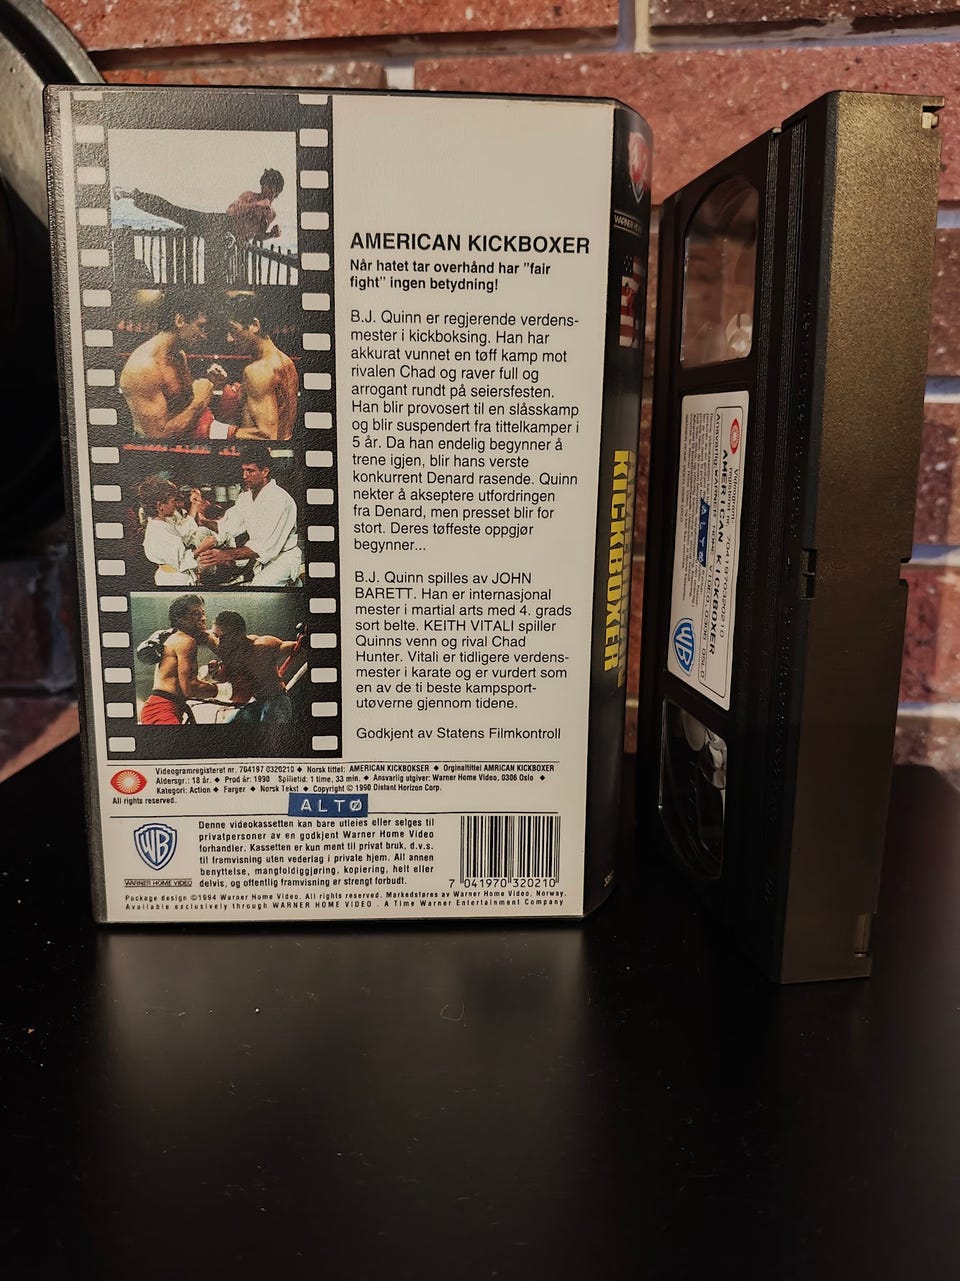 AMERICAN KICKBOXER
Når hatet tar overhånd har "fair
fight" ingen betydning!
B.J. Quinn er regjerende verdens-
mester i kickboksing. Han har
akkurat vunnet en tøff kamp mot
rivalen Chad og raver full og
arrogant rundt på seiersfesten.
Han blir provosert til en slåsskamp
og blir suspendert fra tittelkamper i
5 år. Da han endelig begynner å
trene igjen, blir hans verste
konkurrent Denard rasende. Quinn
nekter å akseptere utfordringen
fra Denard, men presset blir for
stort. Deres tøffeste oppgjør
begynner...
B.J. Quinn spilles av JOHN
BARETT. Han er internasjonal
mester i martial arts med 4. grads
sort belte. KEITH VITALI spiller
Quinns venn og rival Chad
Hunter. Vitali er tidligere verdens-
mester i karate og er vurdert som
en av de ti beste kampsport-
utøverne gjennom tidene.
Godkjent av Statens Filmkontroll
Videogramregisteret nr. 704197 0320210 ◆ Norsk tittel: AMERICAN KICKBOKSER ◆ Orginaltittel AMRICAN KICKBOXER
Aldersgr.: 18 år. ◆ Prod år: 1990 Spilletid: 1 time, 33 min. ◆ Ansvarlig utgiver: Warner Home Video, 0306 Oslo ◆
Kategori: Action ◆ Farger ◆ Norsk Tekst ◆ Copyright © 1990 Distant Horizon Corp.
All rights reserved.
ALTØ
Denne videokassetten kan bare utleies eller selges til
privatpersoner av en godkjent Warner Home Video
forhandler. Kassetten er kun ment til privat bruk, d.v.s.
til framvisning uten vederlag i private hjem. All annen
benyttelse, mangfoldiggjøring, kopiering, helt eller
delvis, og offentlig framvisning er strengt forbudt.
WB
WARNER HOME VIDEO
7 041970 320210
Package design ©1994 Warner Home Video. All rights reserved. Markedsføres av Warner Home Video, Norway.
Available exclusively through WARNER HOME VIDEO . A Time Warner Entertainment Company
WARNER
KICKBOXER
Videogram
7041970320210
AMERICAN KICKBOXER
0306 OSLO
ALTØ
WB